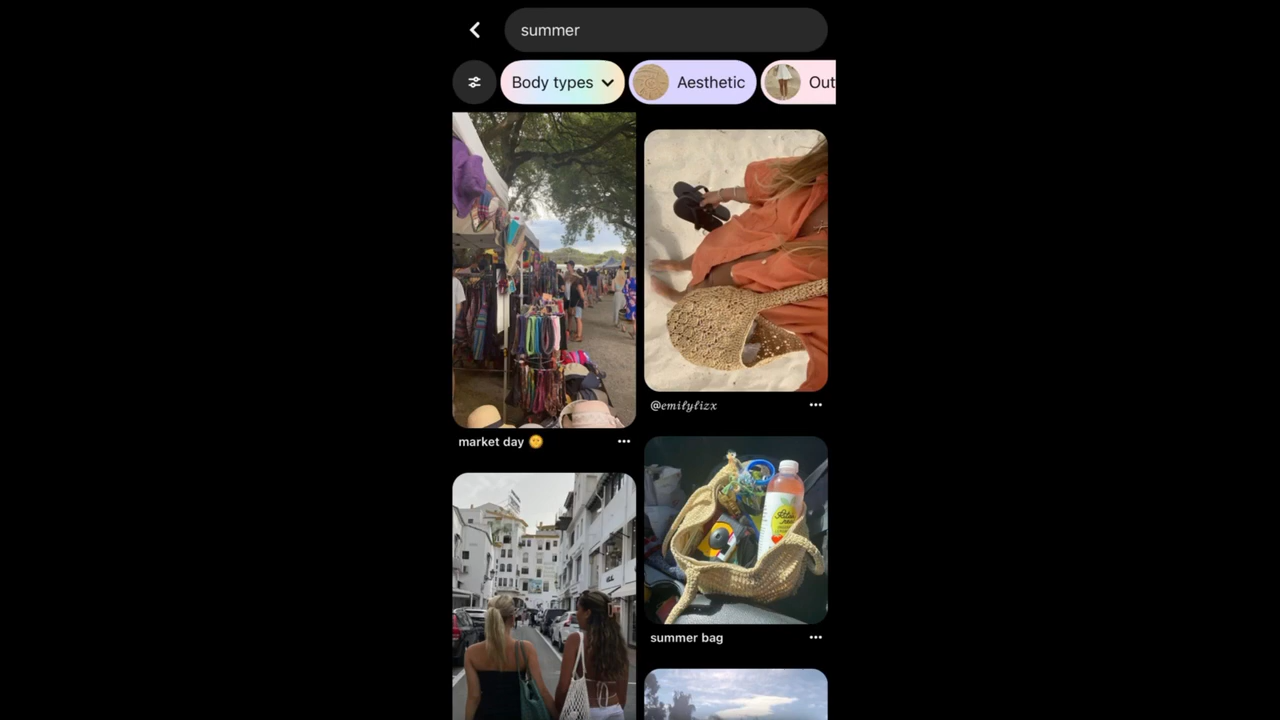 summer
Body types
Aesthetic
Out
market day 🌞
@𝓮𝓶𝓲𝓵𝔂𝓵𝓲𝔃𝔁
summer bag